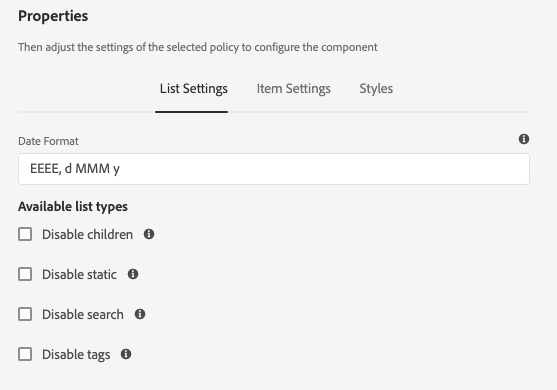 Properties
Then adjust the settings of the selected policy to configure the component
List Settings Item Settings Styles
Date Format
EEEE, d MMM y
Available list types
Disable children
Disable static
Disable search
Disable tags